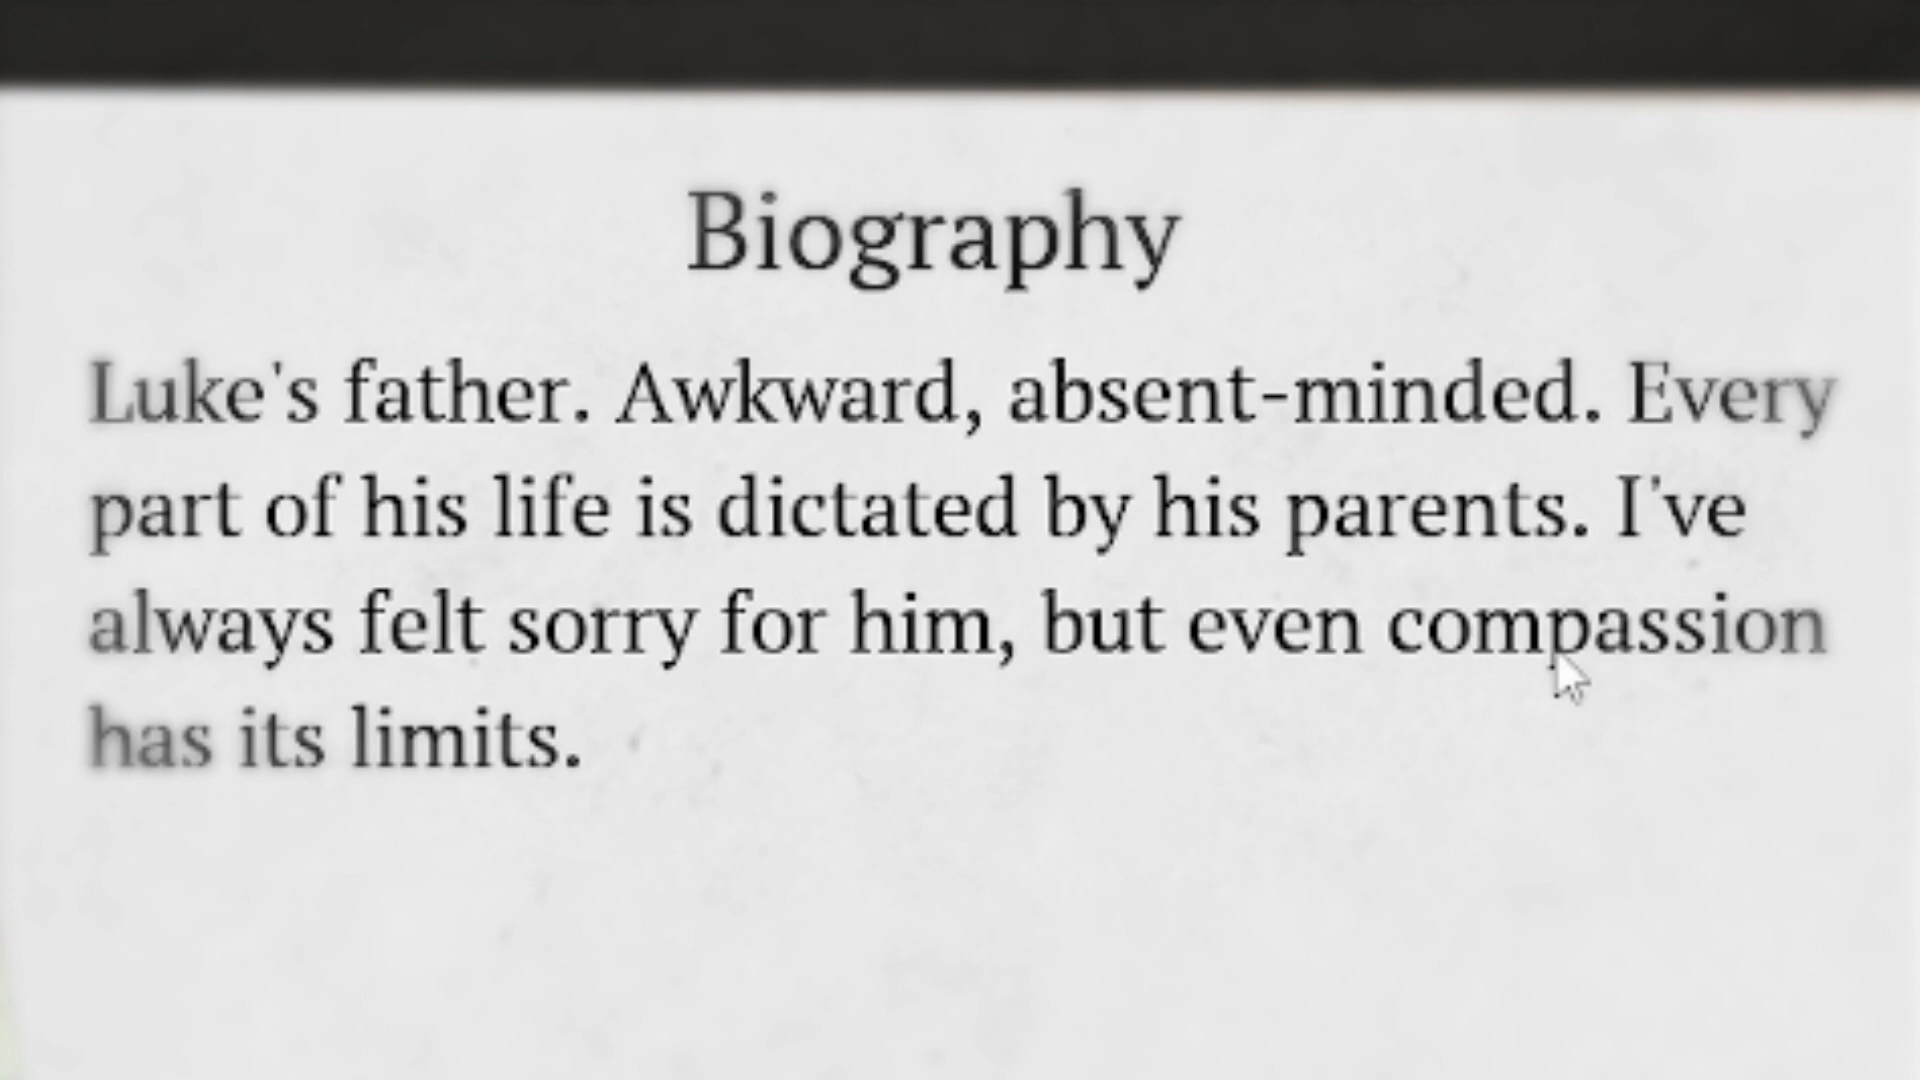 Biography
Luke's father. Awkward, absent-minded. Every
part of his life is dictated by his parents. I've
always felt sorry for him, but even compassion
has its limits.